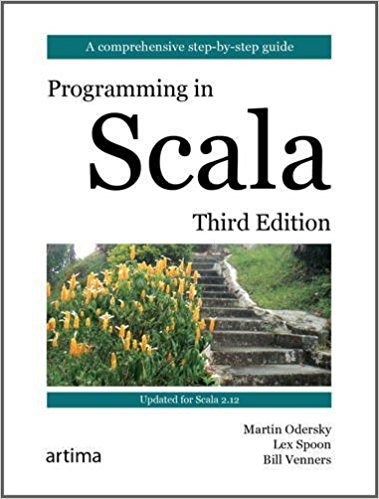 A comprehensive step-by-step guide
Programming in
Scala
Third Edition
Updated for Scala 2.12
Martin Odersky
Lex Spoon
Bill Venners
artima